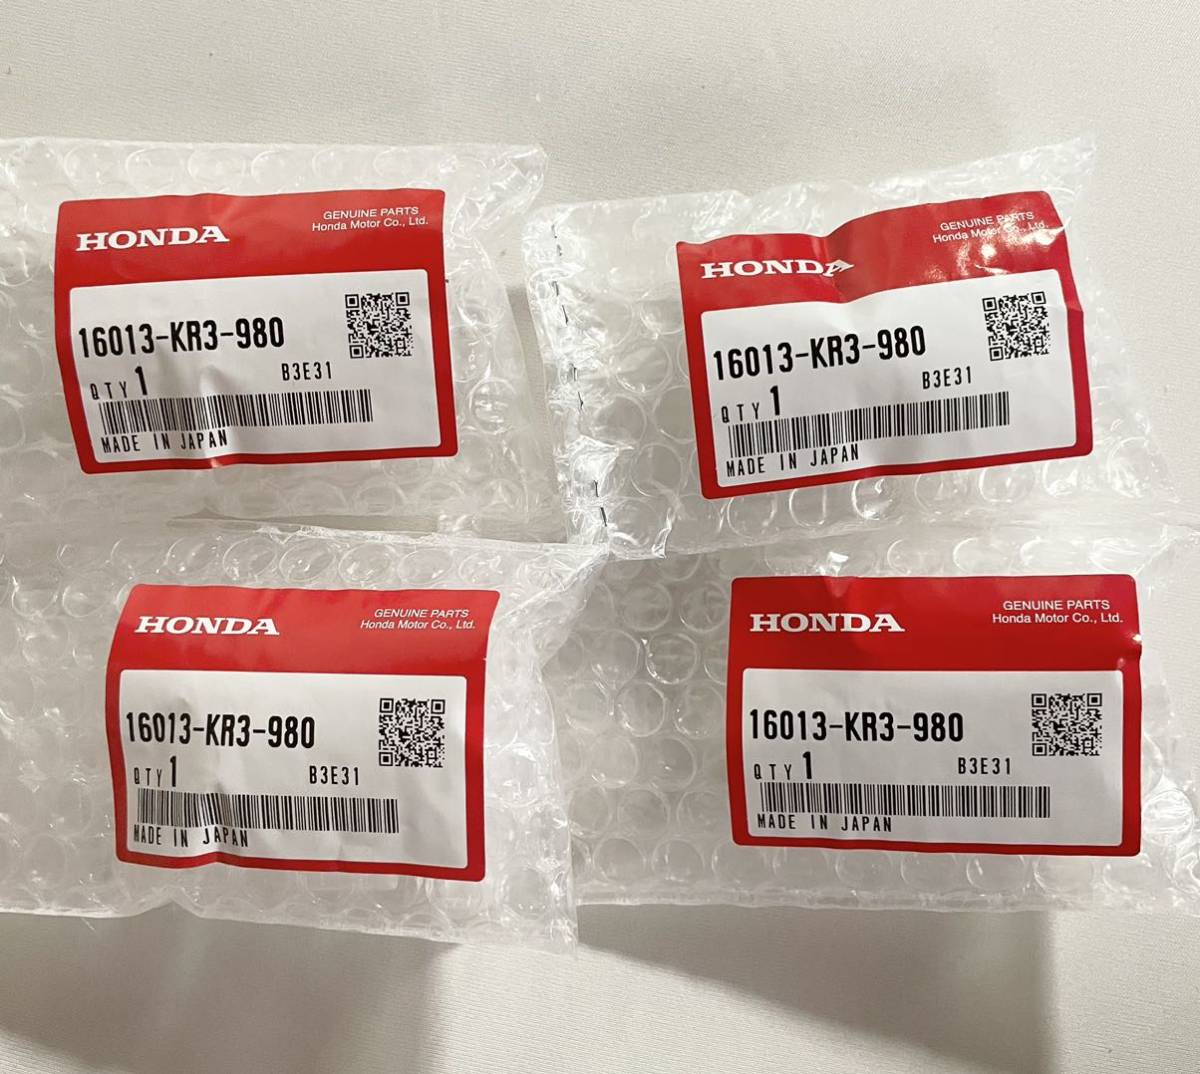 HONDA
GENUINE PARTS
Honda Motor Co., Ltd.
16013-KR3-980
QTY 1
B3E31
MADE IN JAPAN
HONDA
GENUINE PARTS
Honda Motor Co., Ltd.
16013-KR3-980
QTY 1
B3E31
MADE IN JAPAN
HONDA
GENUINE PARTS
Honda Motor Co., Ltd.
16013-KR3-980
QTY 1
B3E31
MADE IN JAPAN
HONDA
GENUINE PARTS
Honda Motor Co., Ltd.
16013-KR3-980
QTY 1
B3E31
MADE IN JAPAN